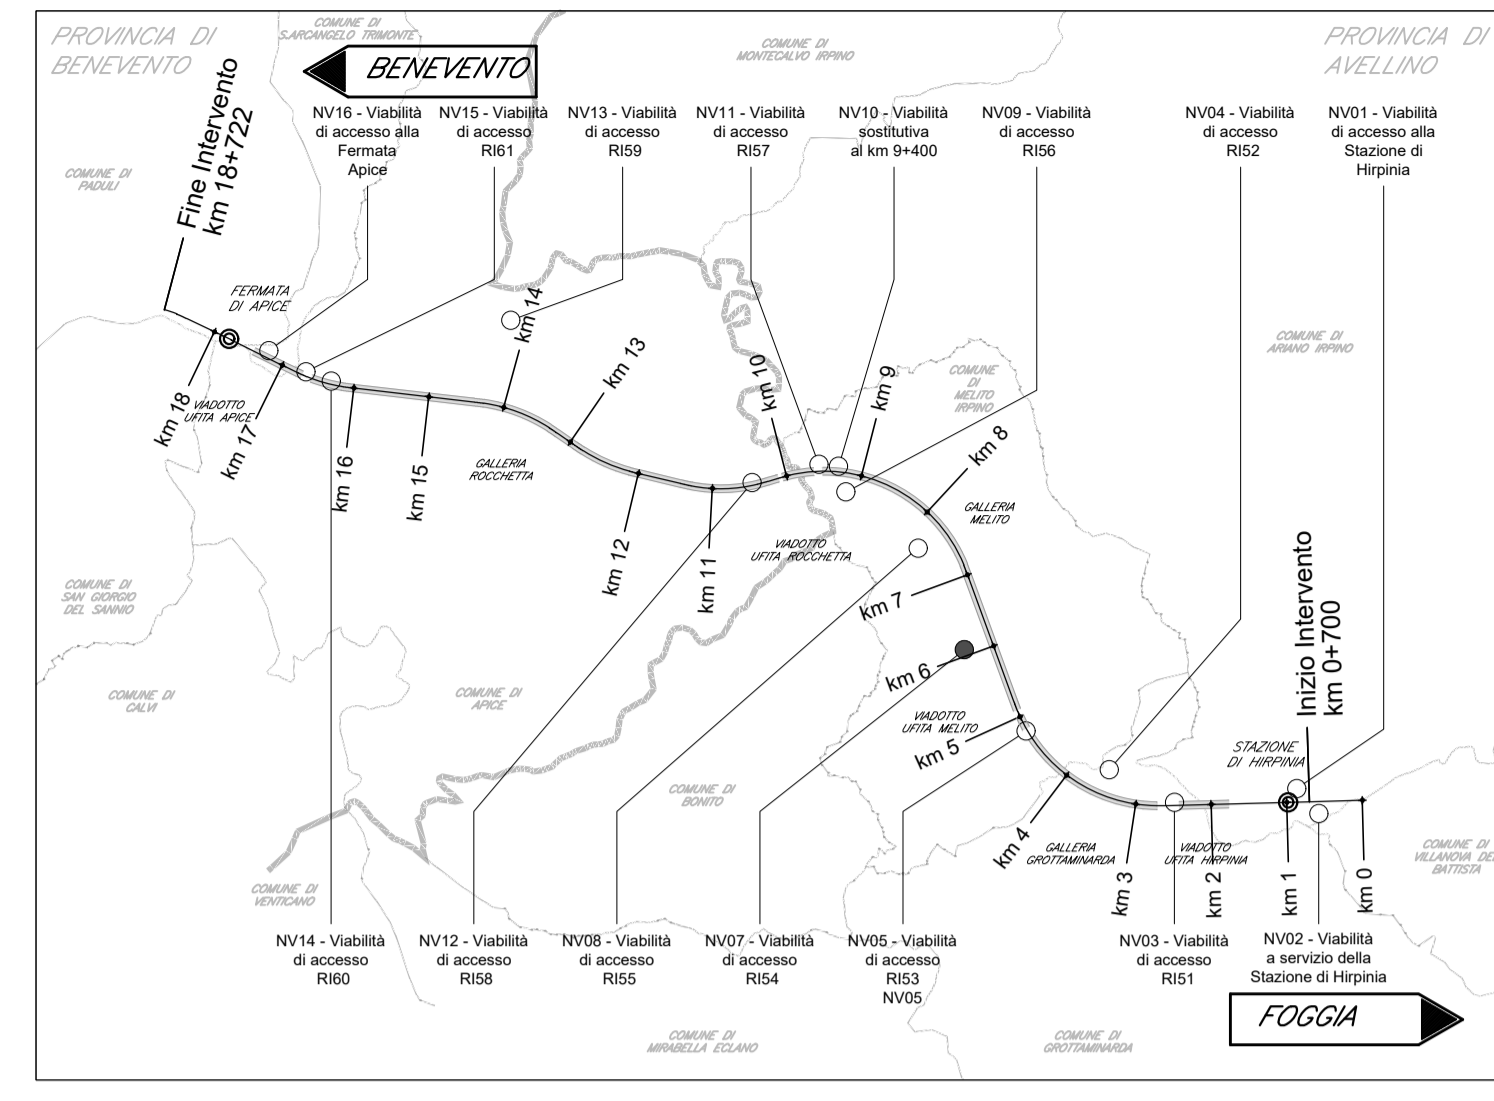 PROVINCIA DI
BENEVENTO
COMUNE DI
S.ARCANGELO TRIMONTE
BENEVENTO
COMUNE DI
MONTECALVO IRPINO
PROVINCIA DI
AVELLINO
Fine Intervento
km 18+722
NV16 - Viabilità
di accesso alla
Fermata
Apice
NV15 - Viabilità
di accesso
RI61
NV13 - Viabilità
di accesso
RI59
NV11 - Viabilità
di accesso
RI57
NV10 - Viabilità
sostitutiva
al km 9+400
NV09 - Viabilità
di accesso
RI56
NV04 - Viabilità
di accesso
RI52
NV01 - Viabilità
di accesso alla
Stazione di
Hirpinia
COMUNE DI
PADULI
FERMATA
DI APICE
COMUNE DI
ARIANO IRPINO
COMUNE
DI
MELITO
IRPINO
km 18
VIADOTTO
UFITA APICE
km 17
km 16
km 15
km 14
km 13
km 12
km 11
km 10
km 9
km 8
km 7
km 6
km 5
km 4
km 3
km 2
km 1
km 0
GALLERIA
ROCCHETTA
GALLERIA
MELITO
VIADOTTO
UFITA ROCCHETTA
Inizio Intervento
km 0+700
COMUNE DI
SAN GIORGIO
DEL SANNIO
COMUNE DI
CALVI
COMUNE DI
APICE
VIADOTTO
UFITA MELITO
STAZIONE
DI HIRPINIA
COMUNE DI
BONITO
GALLERIA
GROTTAMINARDA
VIADOTTO
UFITA HIRPINIA
COMUNE DI
VILLANOVA DE
BATTISTA
COMUNE DI
VENTICANO
NV14 - Viabilità
di accesso
RI60
NV12 - Viabilità
di accesso
RI58
NV08 - Viabilità
di accesso
RI55
NV07 - Viabilità
di accesso
RI54
NV05 - Viabilità
di accesso
RI53
NV05
NV03 - Viabilità
di accesso
RI51
NV02 - Viabilità
a servizio della
Stazione di Hirpinia
FOGGIA
COMUNE DI
MIRABELLA ECLANO
COMUNE DI
GROTTAMINARDA